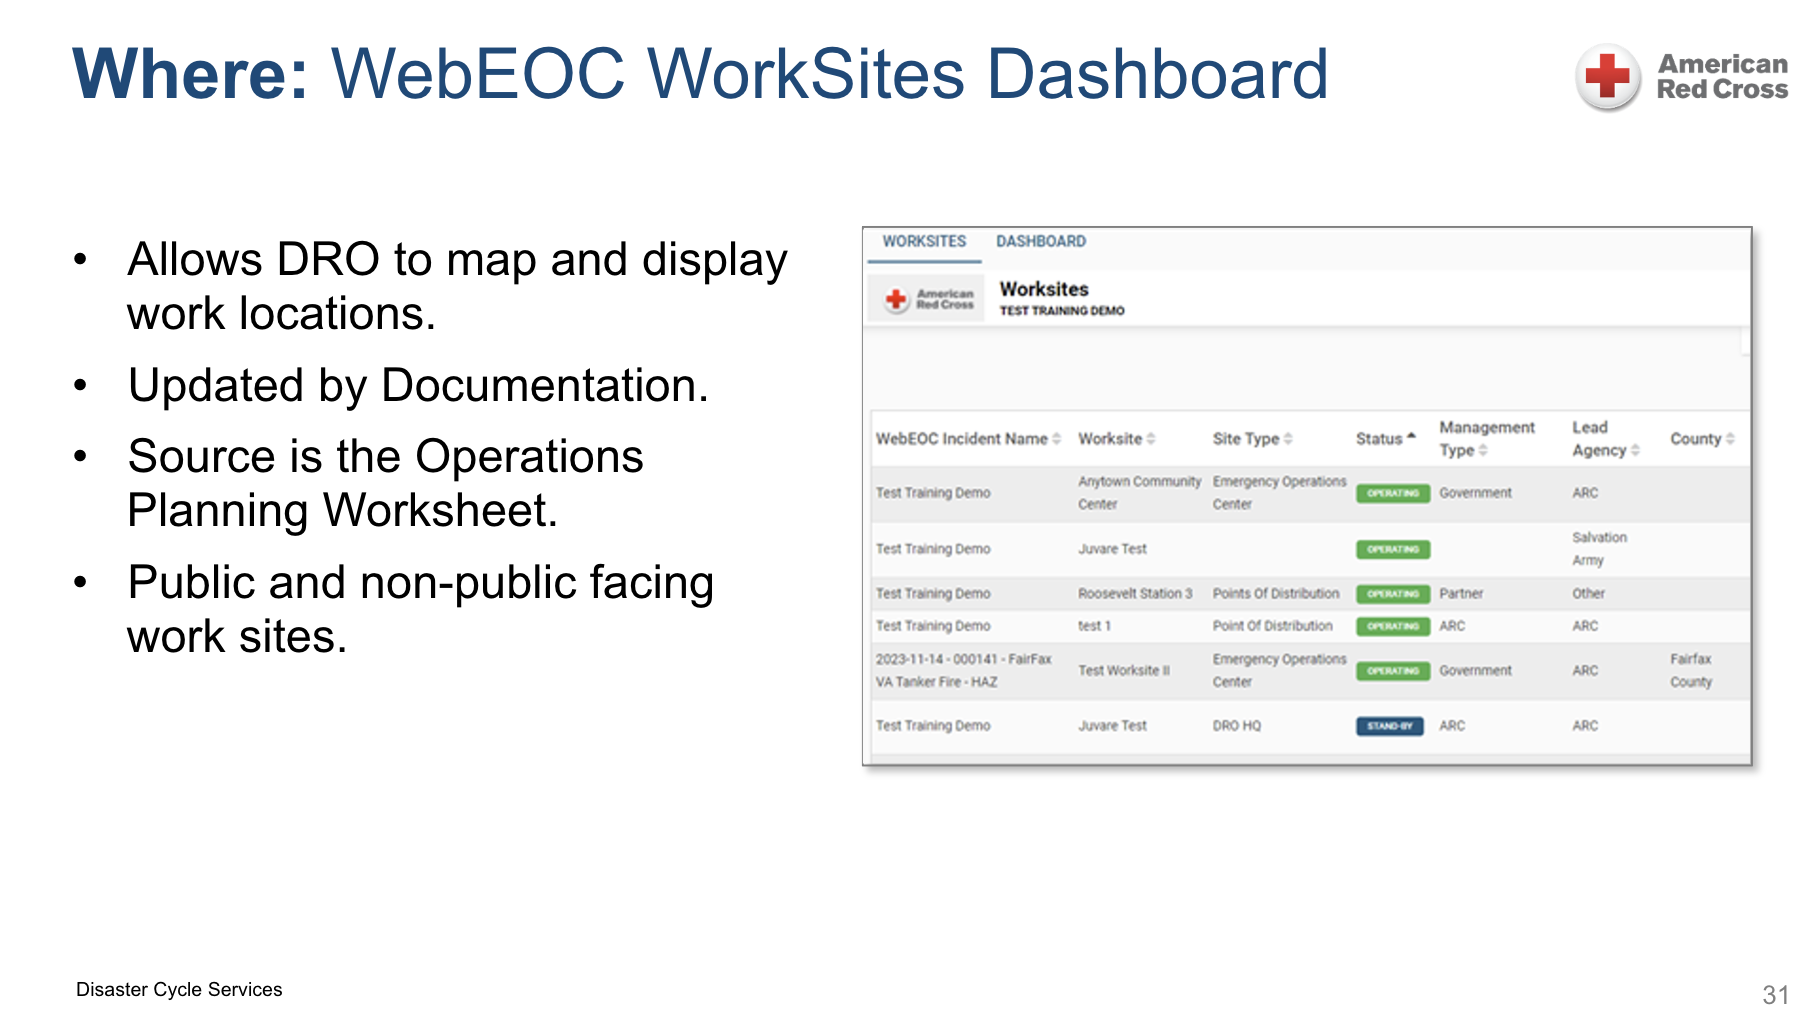 Where: WebEOC WorkSites Dashboard
American
Red Cross
• Allows DRO to map and display
work locations.
• Updated by Documentation.
• Source is the Operations
Planning Worksheet.
• Public and non-public facing
work sites.
WORKSITES DASHBOARD
American
Red Cross
Worksites
TEST TRAINING DEMO
WebEOC Incident Name Worksite Site Type Status Management Type Lead Agency County
Test Training Demo Anytown Community Center Emergency Operations Center OPERATING Government ARC
Test Training Demo Juvare Test OPERATING Salvation Army
Test Training Demo Roosevelt Station 3 Points Of Distribution OPERATING Partner Other
Test Training Demo test 1 Point Of Distribution OPERATING ARC ARC
2023-11-14 - 000141 - FairFax VA Tanker Fire - HAZ Test Worksite II Emergency Operations Center OPERATING Government ARC Fairfax County
Test Training Demo Juvare Test DRO HQ STAND-BY ARC ARC
Disaster Cycle Services
31